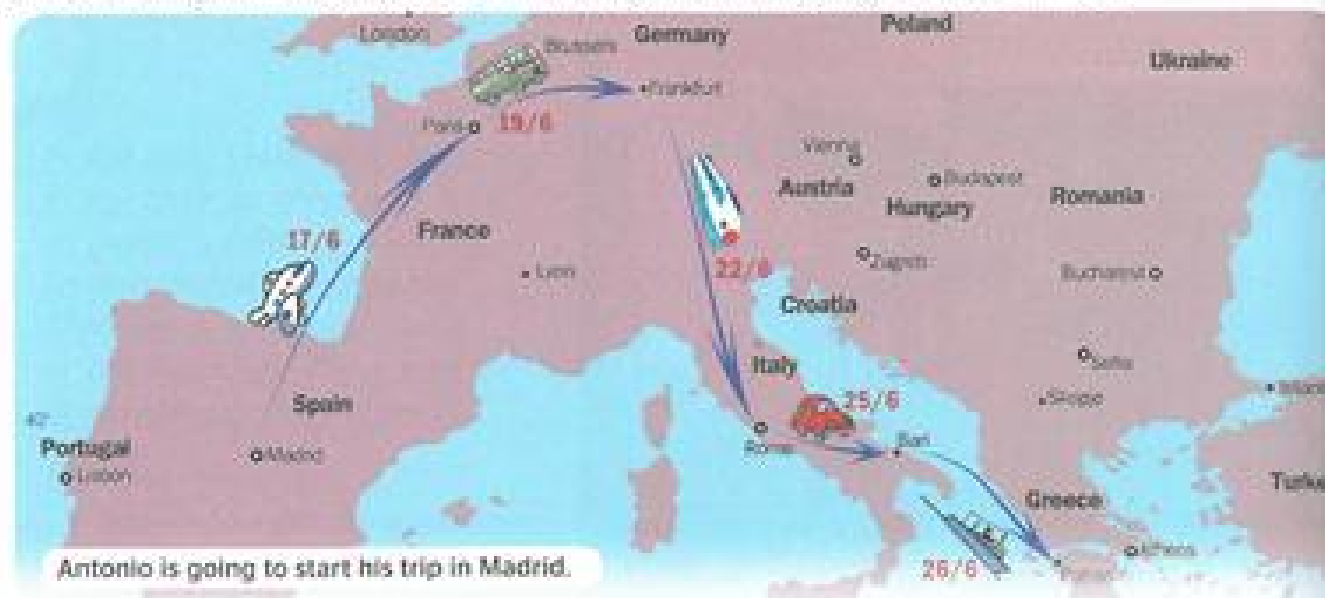 London
Brussels
Germany
Poland
Ukraine
Frankfurt
Paris
19/6
Vienna
Austria
Budapest
Hungary
Romania
France
17/6
22/6
Lyon
Zagreb
Bucharest
Croatia
Italy
Sofia
Skopje
Spain
25/6
42°
Portugal
Madrid
Rome
Bari
Lisbon
Greece
Athens
26/6
Antonio is going to start his trip in Madrid.